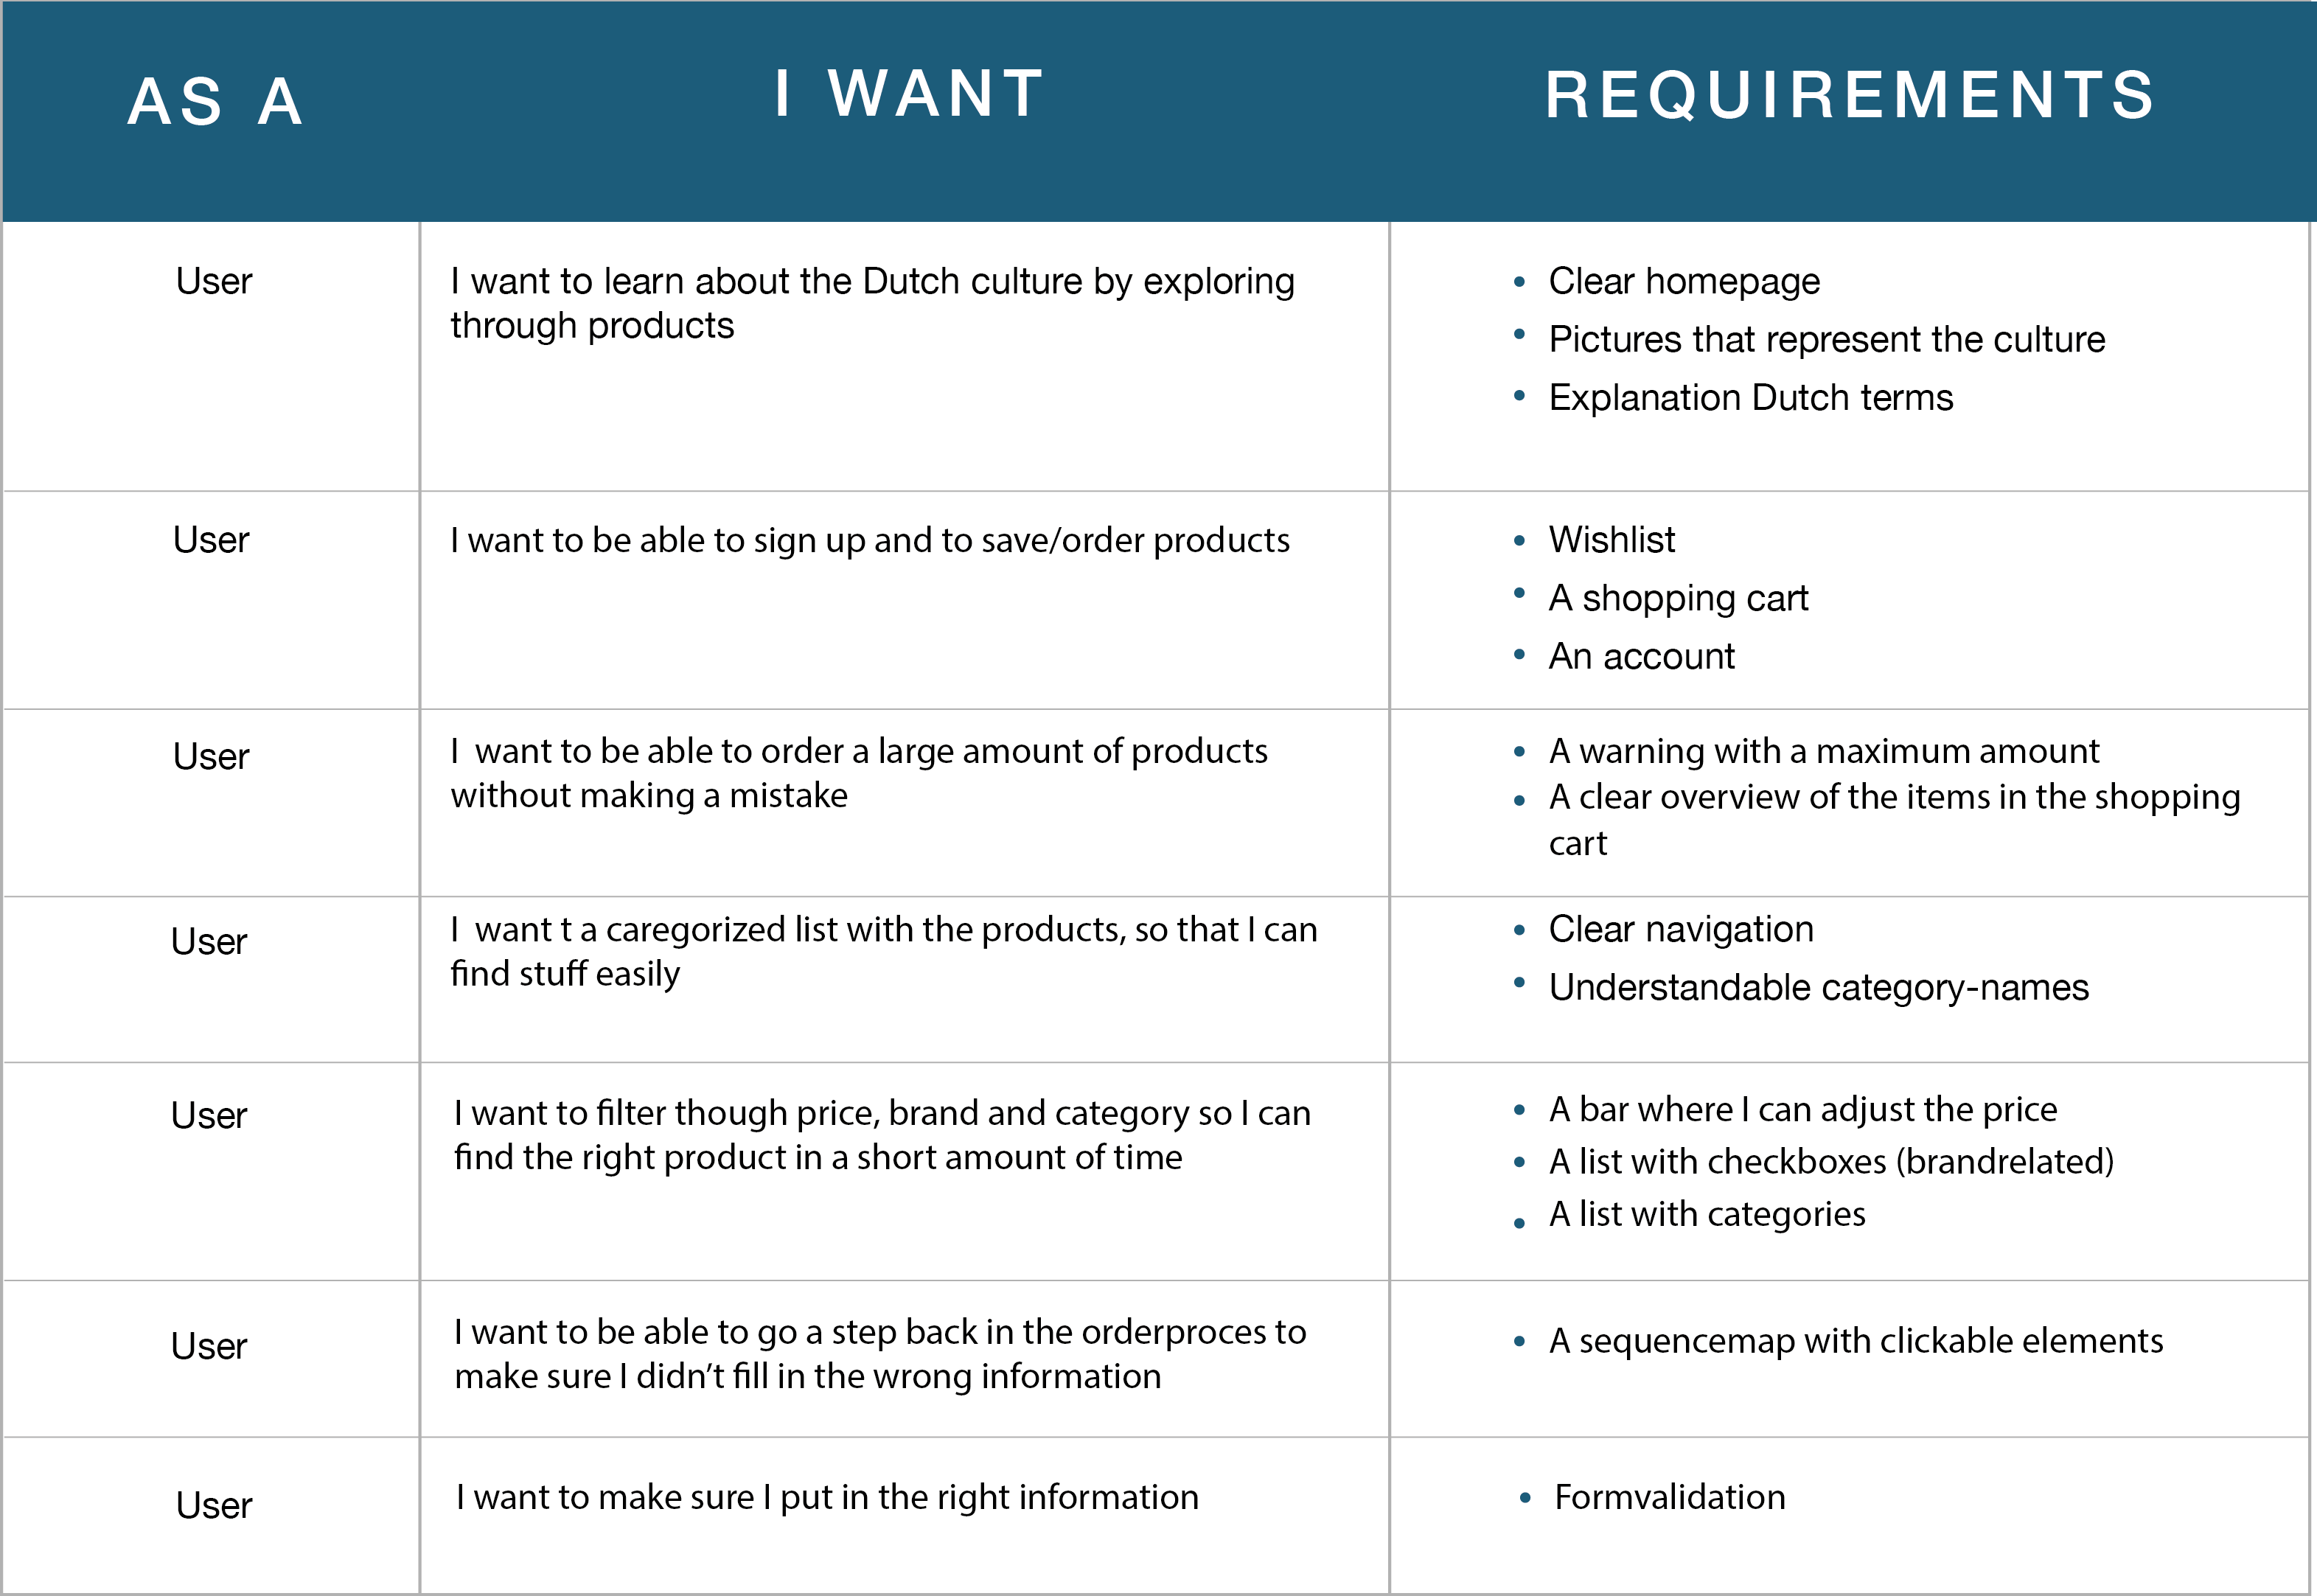 AS A
I WANT
REQUIREMENTS
User
I want to learn about the Dutch culture by exploring
through products
• Clear homepage
• Pictures that represent the culture
• Explanation Dutch terms
User
I want to be able to sign up and to save/order products
• Wishlist
• A shopping cart
• An account
User
I  want to be able to order a large amount of products
without making a mistake
• A warning with a maximum amount
• A clear overview of the items in the shopping
cart
User
I  want t a caregorized list with the products, so that I can
find stuff easily
• Clear navigation
• Understandable category-names
User
I want to filter though price, brand and category so I can
find the right product in a short amount of time
• A bar where I can adjust the price
• A list with checkboxes (brandrelated)
• A list with categories
User
I want to be able to go a step back in the orderproces to
make sure I didn't fill in the wrong information
• A sequencemap with clickable elements
User
I want to make sure I put in the right information
• Formvalidation